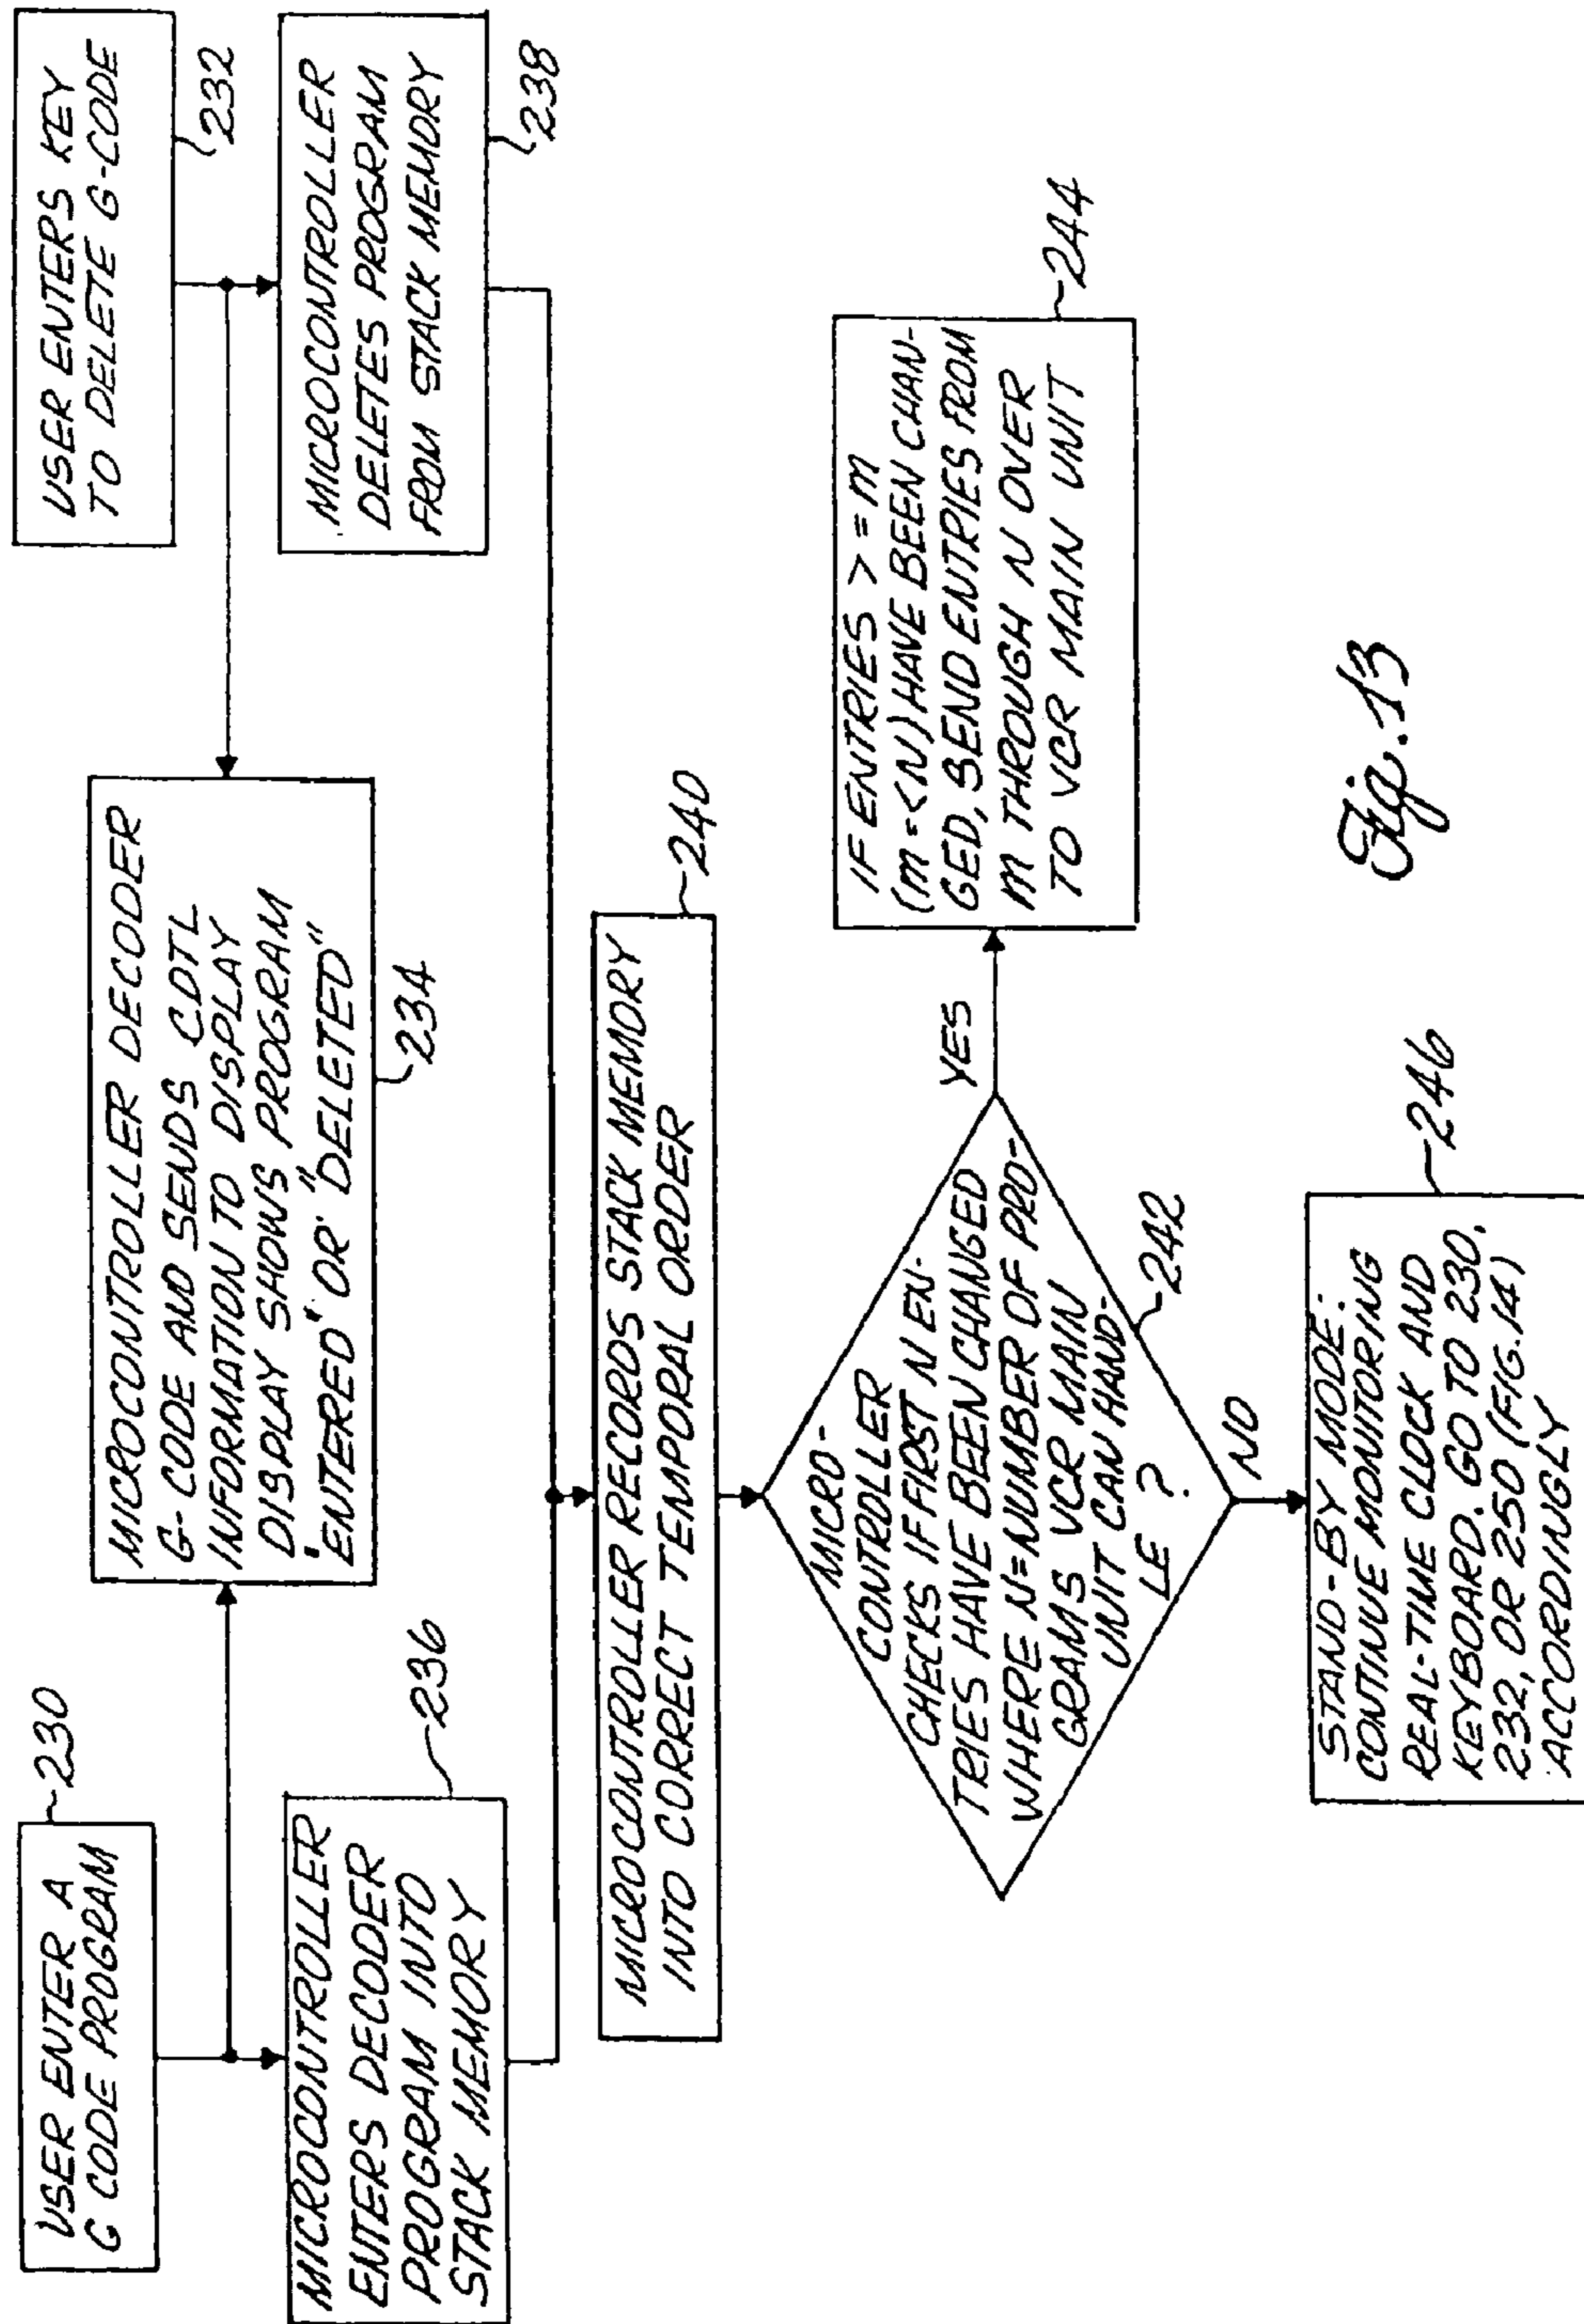 USER ENTER A
G CODE PROGRAM
230
MICROCONTROLLER DECODER
G-CODE AND SENDS CDTL
INFORMATION TO DISPLAY
DISPLAY SHOWS PROGRAM
"ENTERED" OR "DELETED"
234
USER ENTERS KEY
TO DELETE G-CODE
232
MICROCONTROLLER
ENTERS DECODER
PROGRAM INTO
STACK MEMORY
236
MICROCONTROLLER
DELETES PROGRAM
FROM STACK MEMORY
238
MICROCONTROLLER RECORDS STACK MEMORY
INTO CORRECT TEMPORAL ORDER
240
MICRO-
CONTROLLER
CHECKS IF FIRST N EN-
TRIES HAVE BEEN CHANGED
WHERE N=NUMBER OF PRO-
GRAMS VCR MAIN
UNIT CAN HAND-
LE ?
242
YES
IF ENTRIES > = M
(M = <N) HAVE BEEN CHAN-
GED, SEND ENTRIES FROM
M THROUGH N OVER
TO VCR MAIN UNIT
244
NO
STAND-BY MODE:
CONTINUE MONITORING
REAL-TIME CLOCK AND
KEYBOARD. GO TO 230,
232, OR 250 (FIG.14)
ACCORDINGLY
246
Fig. 13